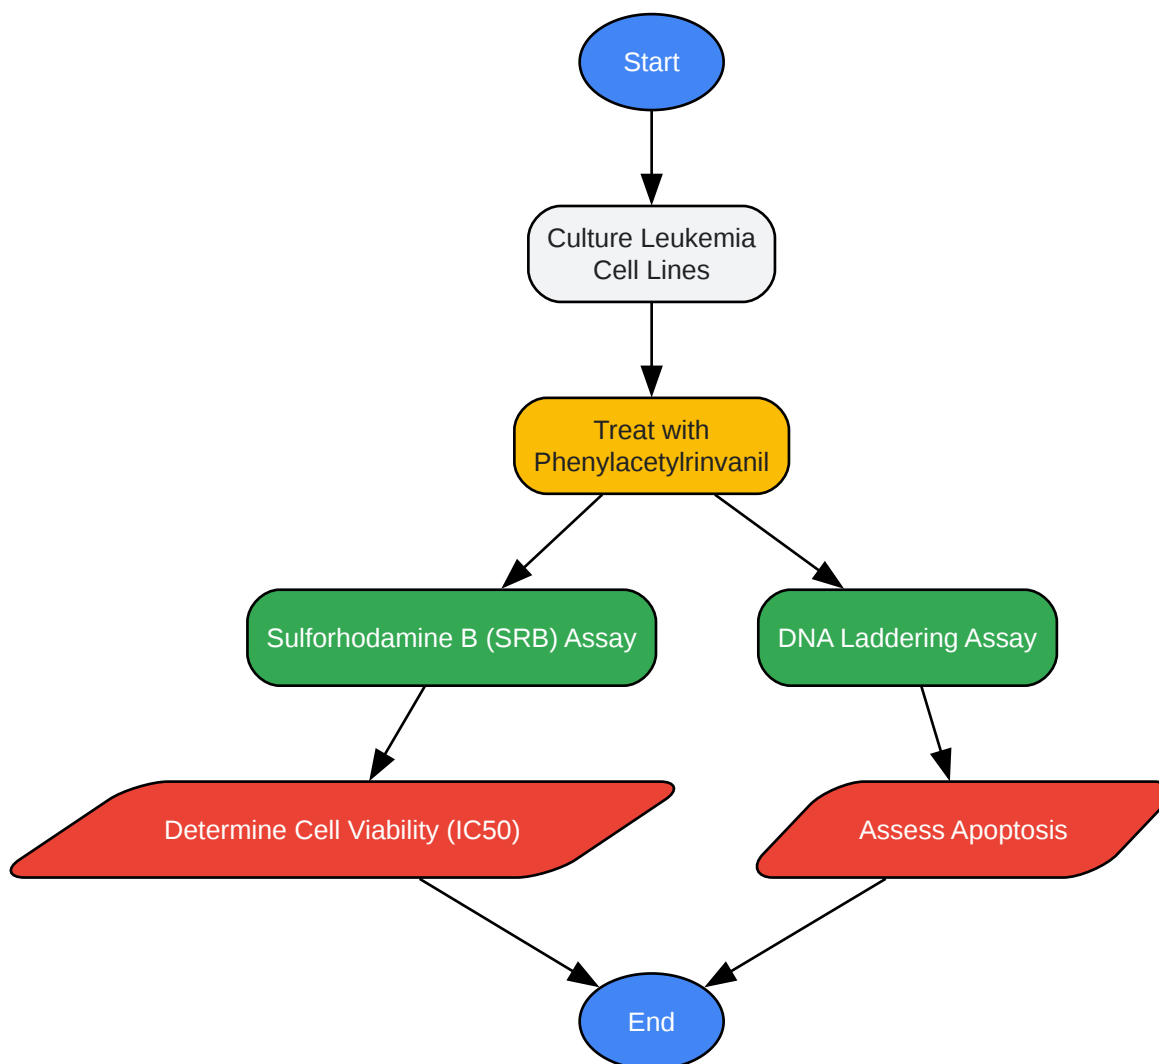 Start
Culture Leukemia
Cell Lines
Treat with
Phenylacetylrinvanil
Sulforhodamine B (SRB) Assay
DNA Laddering Assay
Determine Cell Viability (IC50)
Assess Apoptosis
End